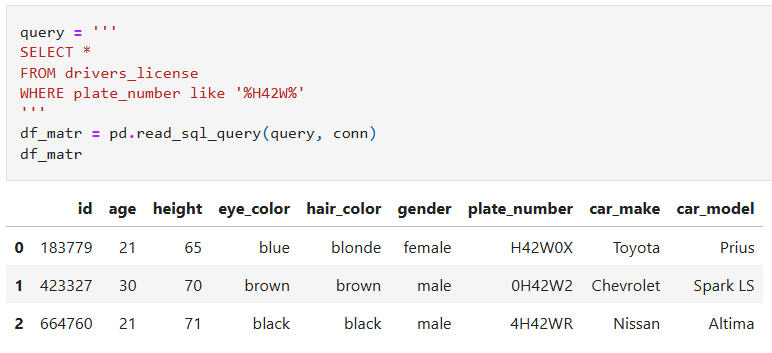 query = '''
SELECT *
FROM drivers_license
WHERE plate_number like '%H42W%'
'''
df_matr = pd.read_sql_query(query, conn)
df_matr
id age height eye_color hair_color gender plate_number car_make car_model
0 183779 21 65 blue blonde female H42W0X Toyota Prius
1 423327 30 70 brown brown male 0H42W2 Chevrolet Spark LS
2 664760 21 71 black black male 4H42WR Nissan Altima